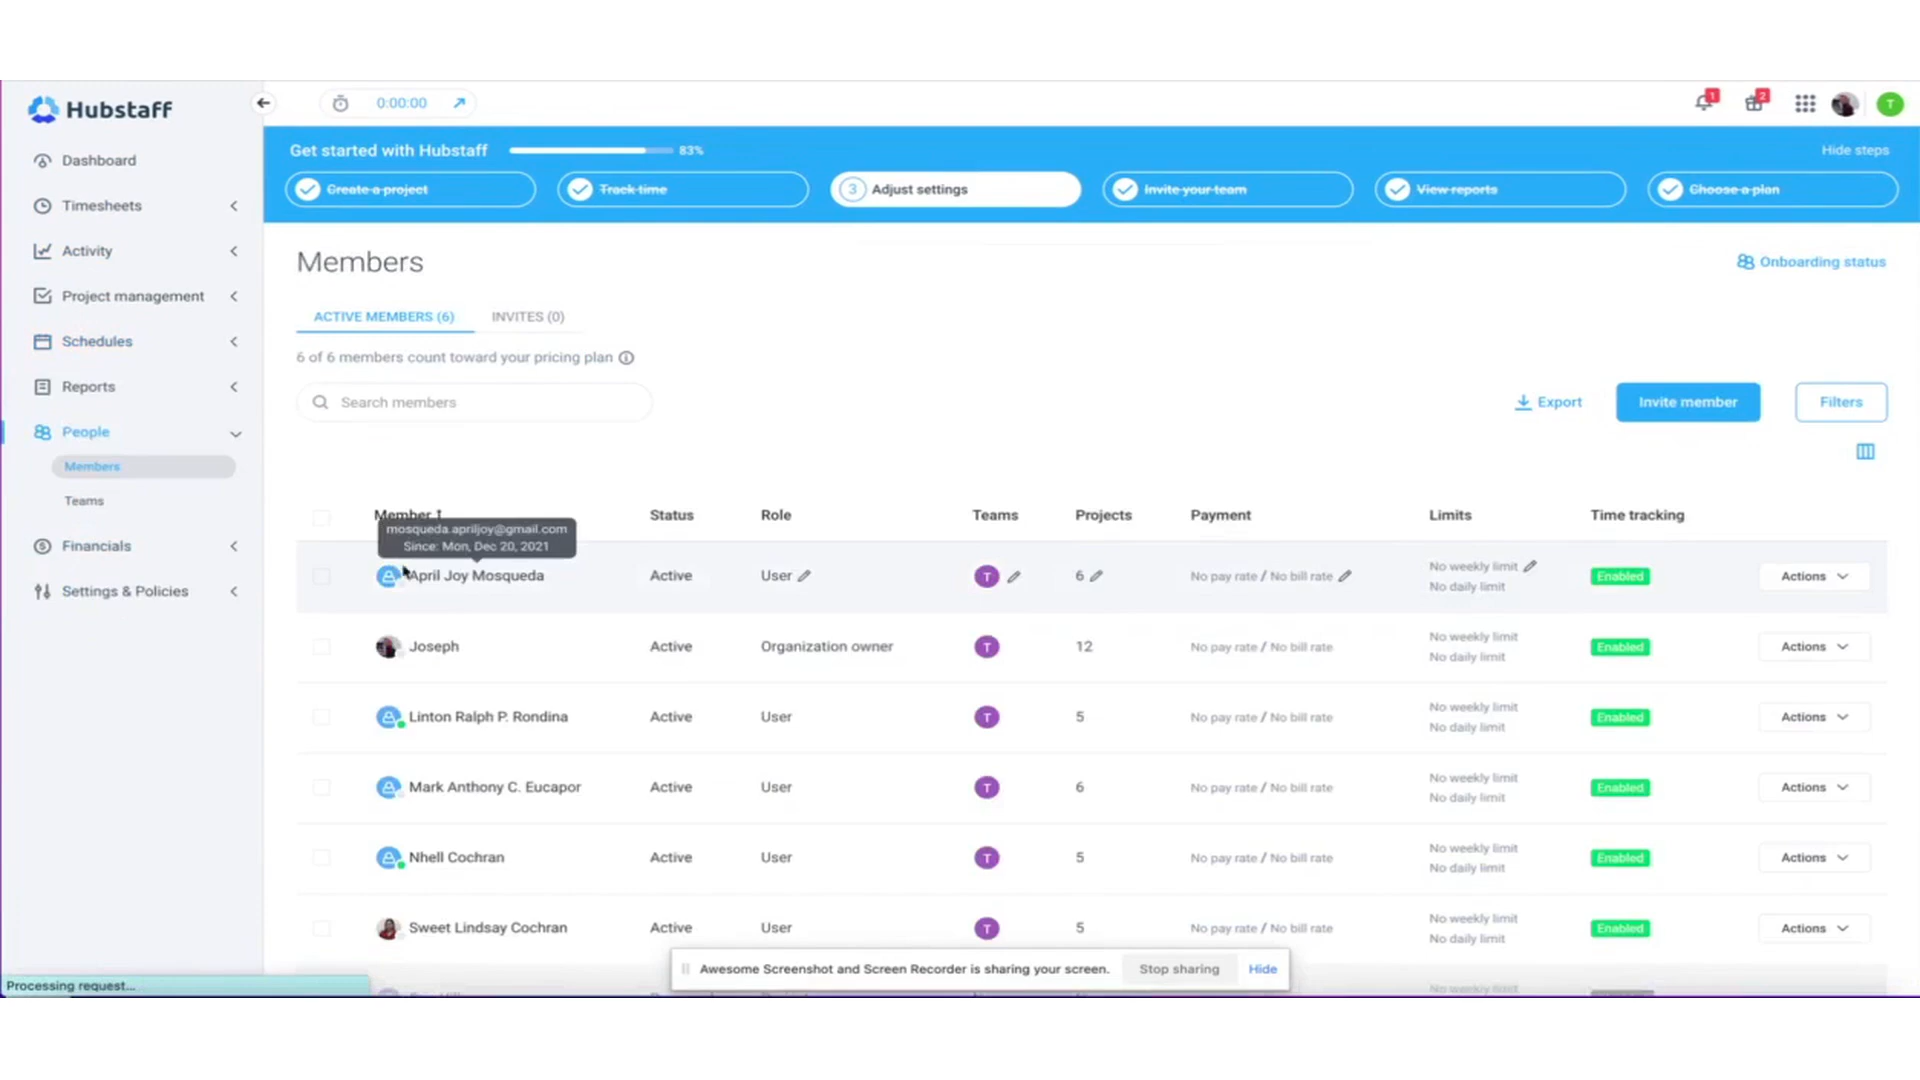 Hubstaff
0:00:00
1
2
T
Dashboard
Timesheets
Activity
Project management
Schedules
Reports
People
Members
Teams
Financials
Settings & Policies
Get started with Hubstaff
83%
Hide steps
Create a project
Track time
3 Adjust settings
Invite your team
View reports
Choose a plan
Members
Onboarding status
ACTIVE MEMBERS (6)
INVITES (0)
6 of 6 members count toward your pricing plan
Search members
Export
Invite member
Filters
Member
Status
Role
Teams
Projects
Payment
Limits
Time tracking
mosqueda.apriljoy@gmail.com
Since: Mon, Dec 20, 2021
April Joy Mosqueda
Active
User
T
6
No pay rate / No bill rate
No weekly limit
No daily limit
Enabled
Actions
Joseph
Active
Organization owner
T
12
No pay rate / No bill rate
No weekly limit
No daily limit
Enabled
Actions
Linton Ralph P. Rondina
Active
User
T
5
No pay rate / No bill rate
No weekly limit
No daily limit
Enabled
Actions
Mark Anthony C. Eucapor
Active
User
T
6
No pay rate / No bill rate
No weekly limit
No daily limit
Enabled
Actions
Nhell Cochran
Active
User
T
5
No pay rate / No bill rate
No weekly limit
No daily limit
Enabled
Actions
Sweet Lindsay Cochran
Active
User
T
5
No pay rate / No bill rate
No weekly limit
No daily limit
Enabled
Actions
Awesome Screenshot and Screen Recorder is sharing your screen.
Stop sharing
Hide
Processing request...
No weekly limit